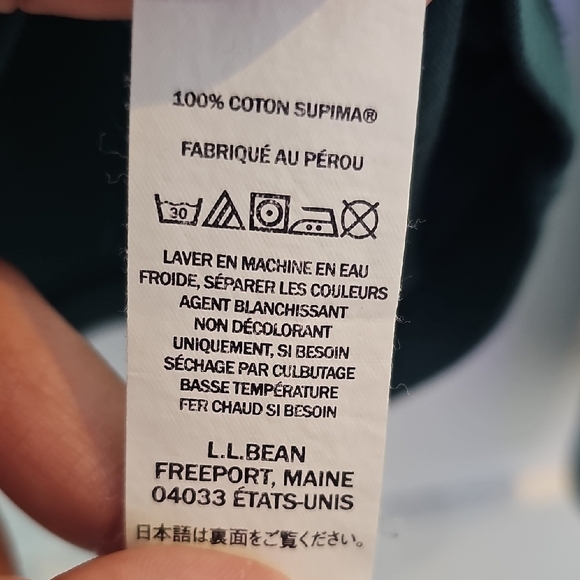 100% COTON SUPIMA®
FABRIQUÉ AU PÉROU
30
LAVER EN MACHINE EN EAU
FROIDE, SÉPARER LES COULEURS
AGENT BLANCHISSANT
NON DÉCOLORANT
UNIQUEMENT, SI BESOIN
SÉCHAGE PAR CULBUTAGE
BASSE TEMPÉRATURE
FER CHAUD SI BESOIN
L.L.BEAN
FREEPORT, MAINE
04033 ÉTATS-UNIS
日本語は裏面をご覧ください。